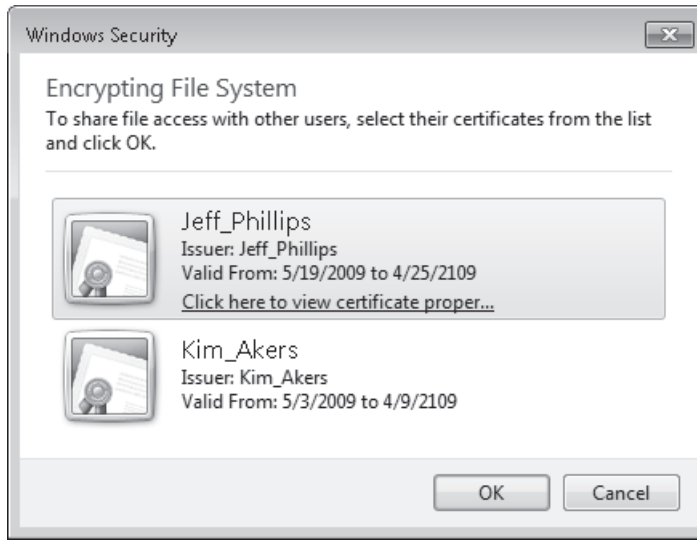 Windows Security
Encrypting File System
To share file access with other users, select their certificates from the list
and click OK.
Jeff_Phillips
Issuer: Jeff_Phillips
Valid From: 5/19/2009 to 4/25/2109
Click here to view certificate proper...
Kim_Akers
Issuer: Kim_Akers
Valid From: 5/3/2009 to 4/9/2109
OK
Cancel